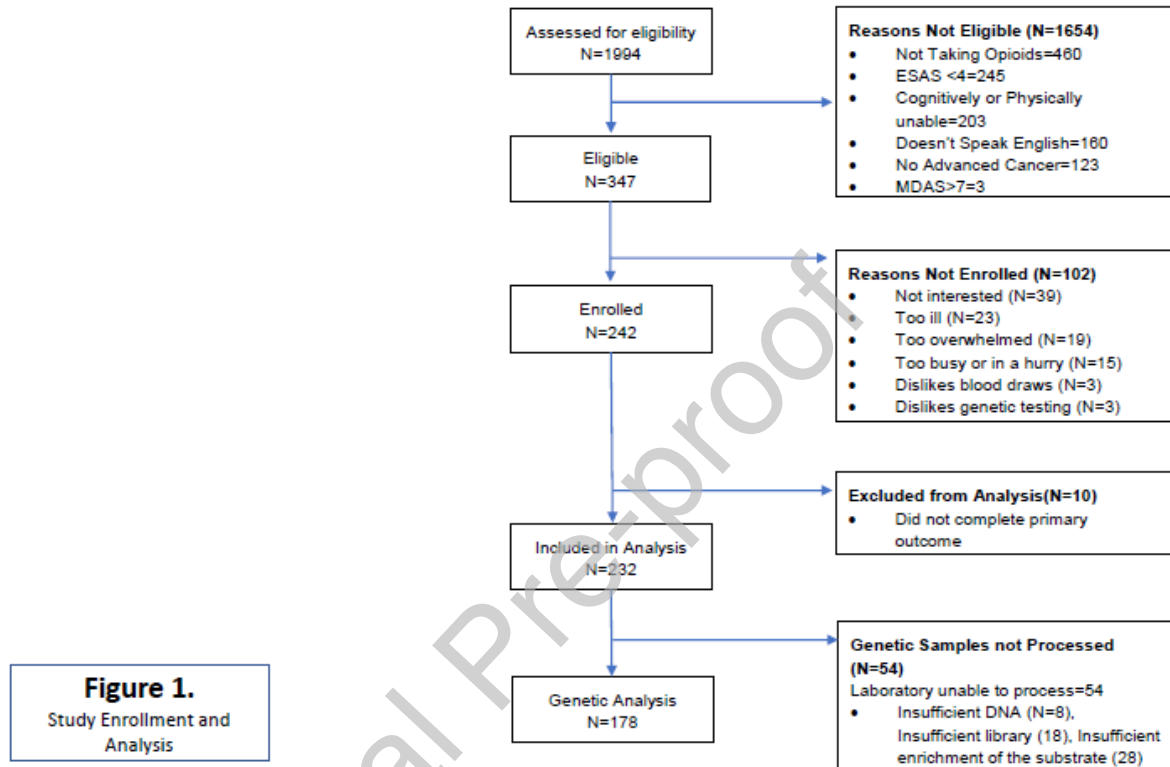 Assessed for eligibility
N=1994
Reasons Not Eligible (N=1654)
• Not Taking Opioids=460
• ESAS <4=245
• Cognitively or Physically
unable=203
• Doesn't Speak English=160
• No Advanced Cancer=123
• MDAS>7=3
Eligible
N=347
Reasons Not Enrolled (N=102)
• Not interested (N=39)
• Too ill (N=23)
• Too overwhelmed (N=19)
• Too busy or in a hurry (N=15)
• Dislikes blood draws (N=3)
• Dislikes genetic testing (N=3)
Enrolled
N=242
Excluded from Analysis(N=10)
• Did not complete primary
outcome
Included in Analysis
N=232
Genetic Samples not Processed
(N=54)
Laboratory unable to process=54
• Insufficient DNA (N=8),
Insufficient library (18), Insufficient
enrichment of the substrate (28)
Genetic Analysis
N=178
Figure 1.
Study Enrollment and
Analysis
al Pre-proof